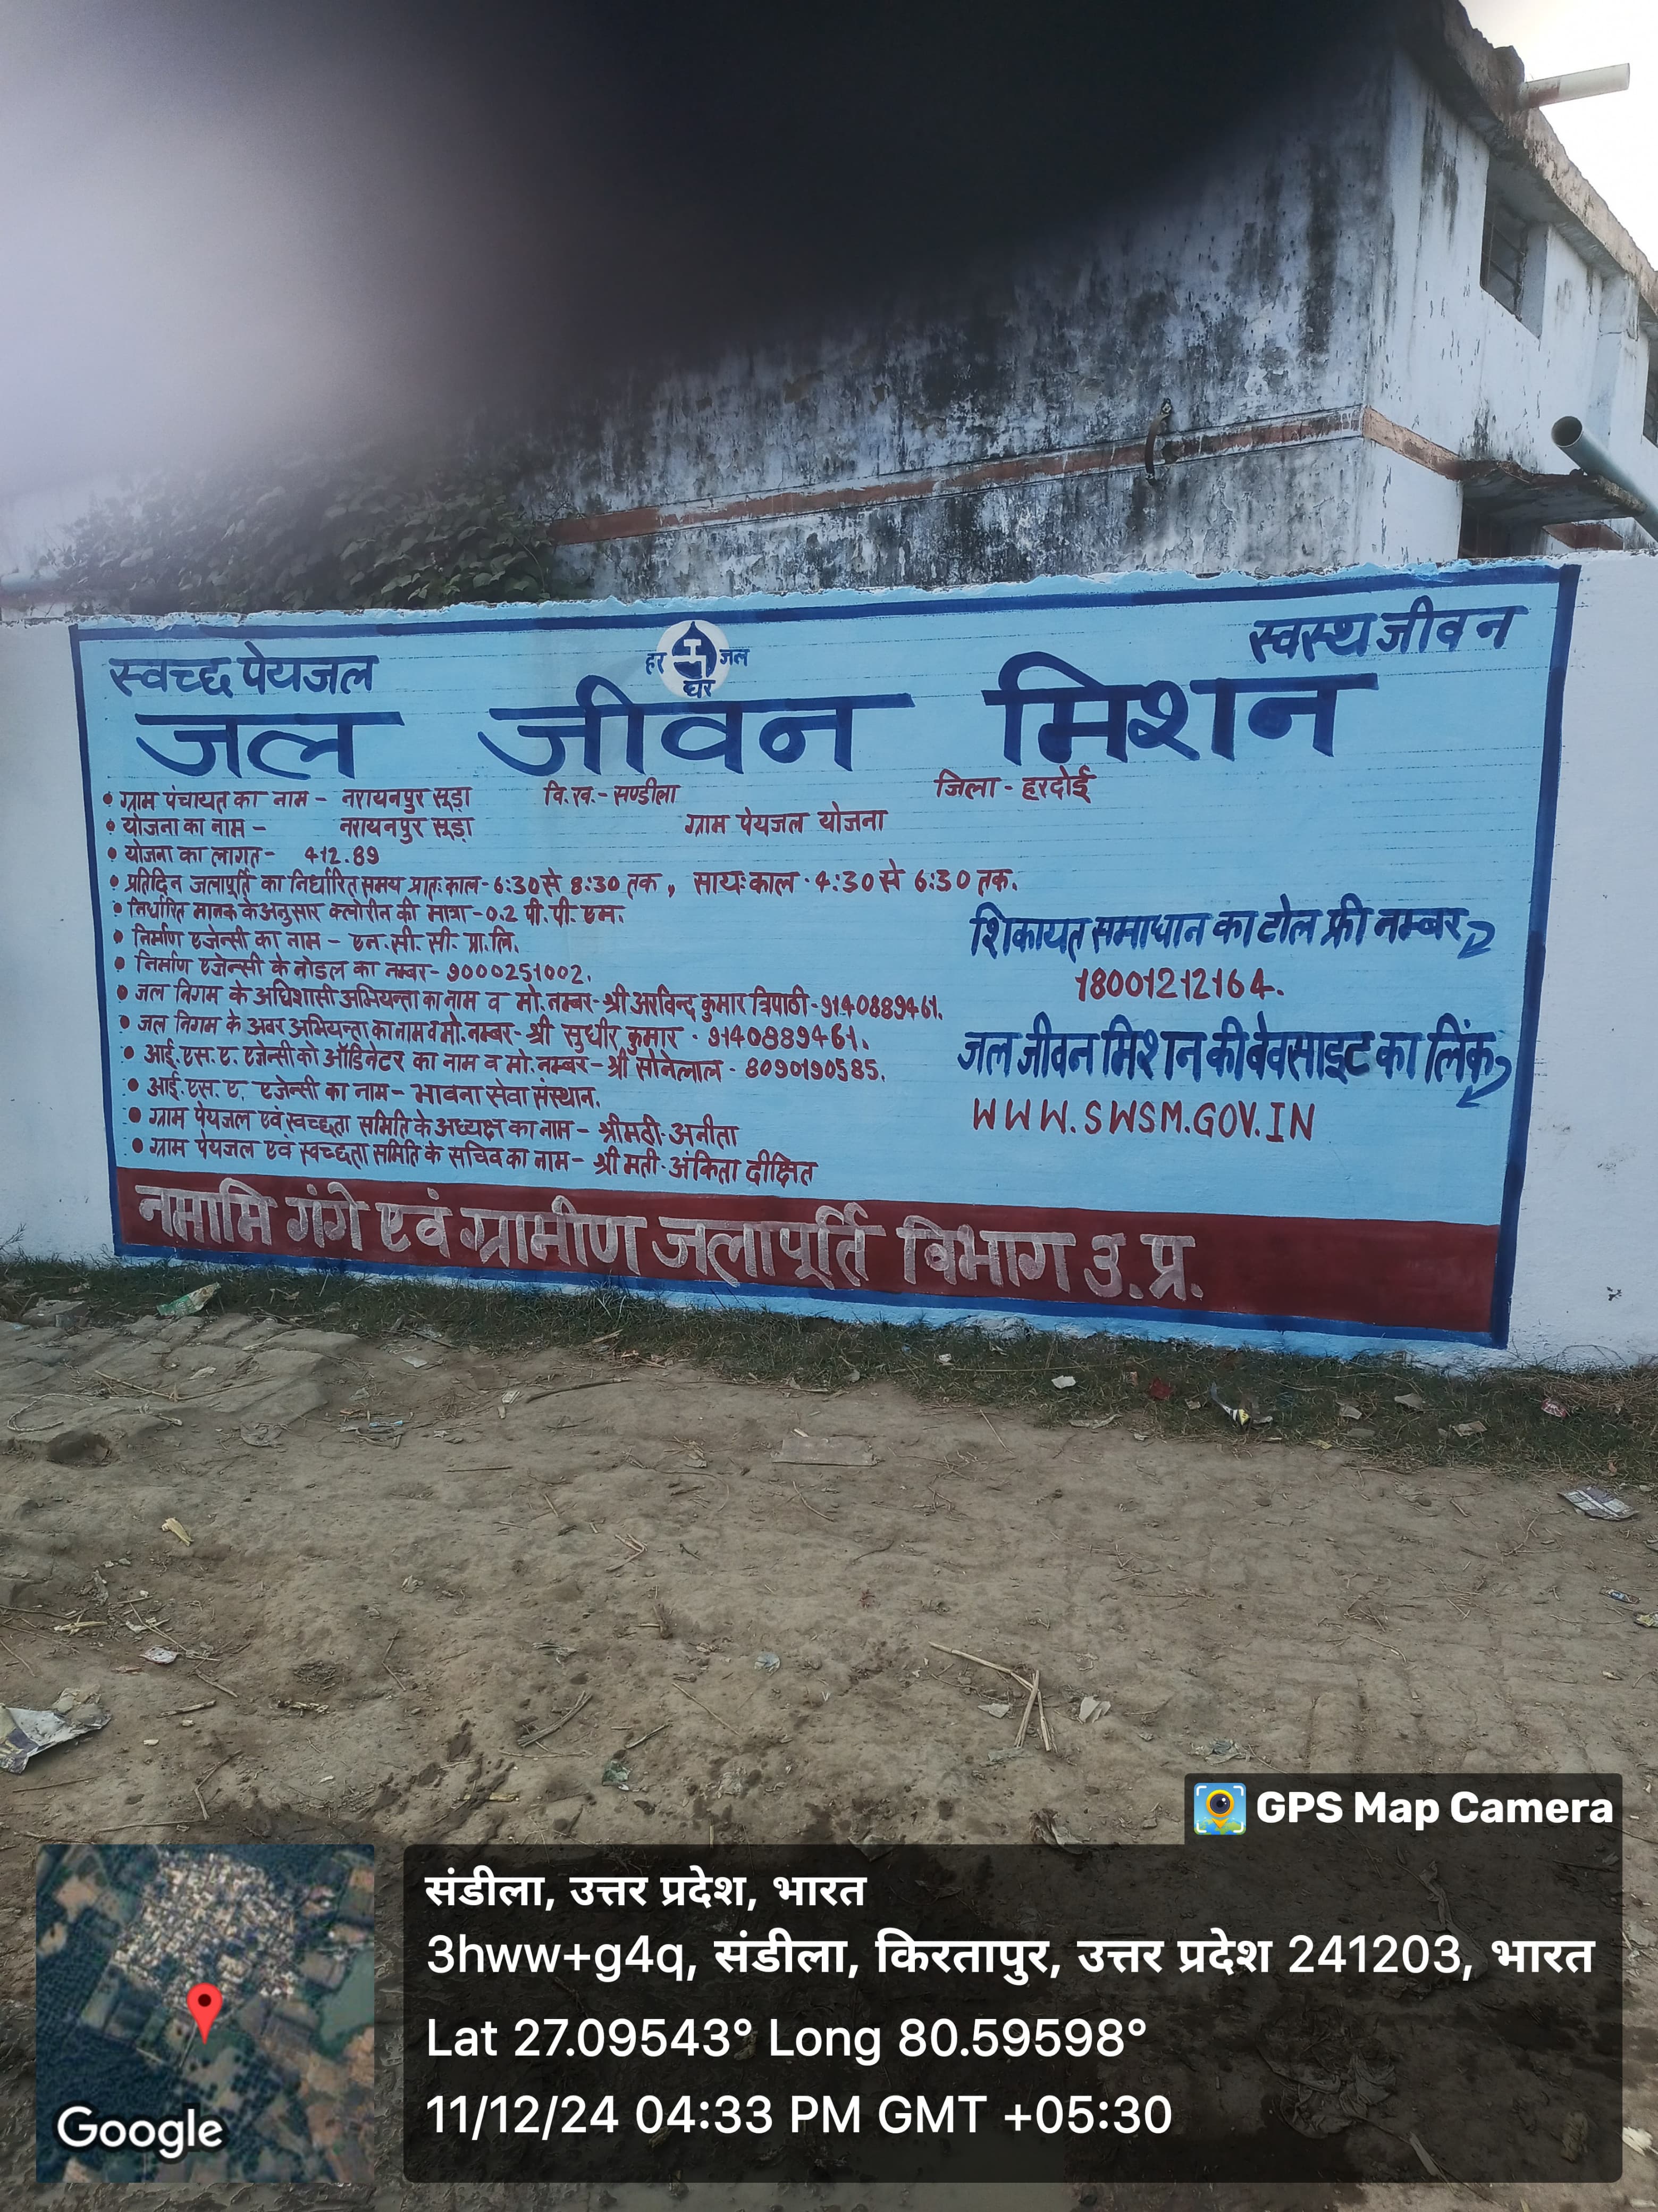 स्वच्छ पेयजल
हर घर जल
स्वस्थ जीवन
जल जीवन मिशन
• ग्राम पंचायत का नाम - नरायनपुर सूड़ा वि.ख.- सण्डीला जिला - हरदोई
• योजना का नाम - नरायनपुर सूड़ा ग्राम पेयजल योजना
• योजना का लागत - 412.89
• प्रतिदिन जलापूर्ति का निर्धारित समय प्रातःकाल - 6:30 से 8:30 तक, सायःकाल - 4:30 से 6:30 तक.
• निर्धारित मानक के अनुसार क्लोरीन की मात्रा - 0.2 पी. पी. एम.
• निर्माण एजेन्सी का नाम - एन. सी. सी. प्रा. लि.
• निर्माण एजेन्सी के नोडल का नम्बर - 9000251002.
• जल निगम के अधिशासी अभियन्ता का नाम व मो. नम्बर - श्री अरविन्द कुमार त्रिपाठी - 9140889461.
• जल निगम के अवर अभियन्ता का नाम व मो. नम्बर - श्री सुधीर कुमार - 9140889461.
• आई. एस. ए. एजेन्सी को ऑडिनेटर का नाम व मो. नम्बर - श्री सोनेलाल - 8090190585.
• आई. एस. ए. एजेन्सी का नाम - भावना सेवा संस्थान.
• ग्राम पेयजल एवं स्वच्छता समिति के अध्यक्ष का नाम - श्रीमती अनीता
• ग्राम पेयजल एवं स्वच्छता समिति के सचिव का नाम - श्रीमती अंकिता दीक्षित
शिकायत समाधान का टोल फ्री नम्बर
18001212164.
जल जीवन मिशन की वेवसाइट का लिंक
WWW.SWSM.GOV.IN
नमामि गंगे एवं ग्रामीण जलापूर्ति विभाग उ.प्र.
GPS Map Camera
संडीला, उत्तर प्रदेश, भारत
3hww+g4q, संडीला, किरतापुर, उत्तर प्रदेश 241203, भारत
Lat 27.09543° Long 80.59598°
11/12/24 04:33 PM GMT +05:30
Google